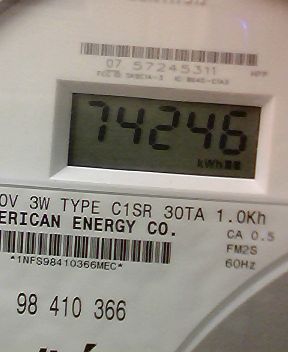 07 57245311
74246
kWh
0V 3W TYPE C1SR 30TA 1.0Kh
ERICAN ENERGY CO.
CA 0.5
FM2S
60Hz
*1NFS98410366MEC*
98 410 366